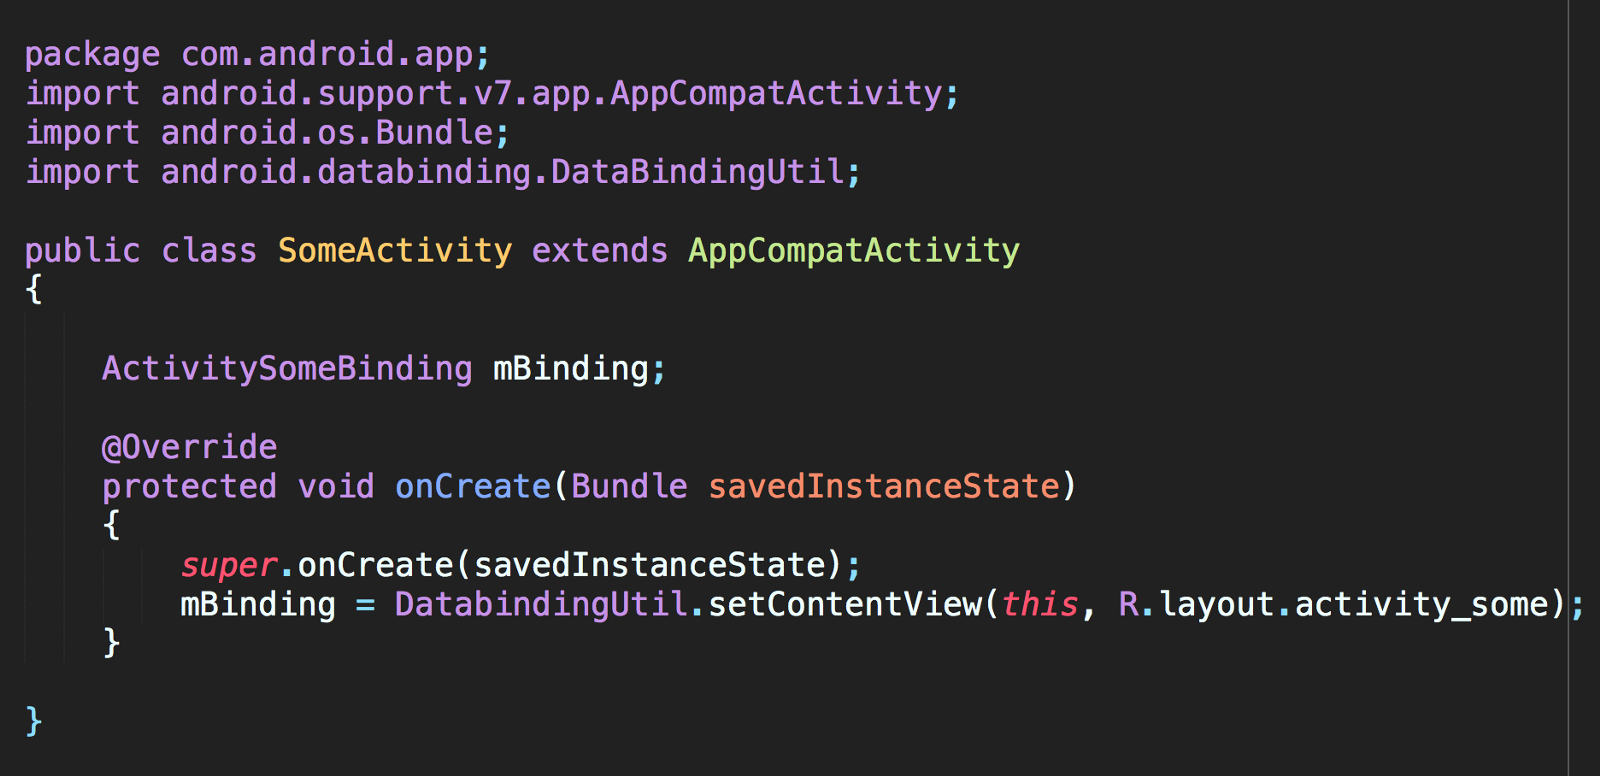 package com.android.app;
import android.support.v7.app.AppCompatActivity;
import android.os.Bundle;
import android.databinding.DataBindingUtil;
public class SomeActivity extends AppCompatActivity
{
ActivitySomeBinding mBinding;
@Override
protected void onCreate(Bundle savedInstanceState)
{
super.onCreate(savedInstanceState);
mBinding = DatabindingUtil.setContentView(this, R.layout.activity_some);
}
}